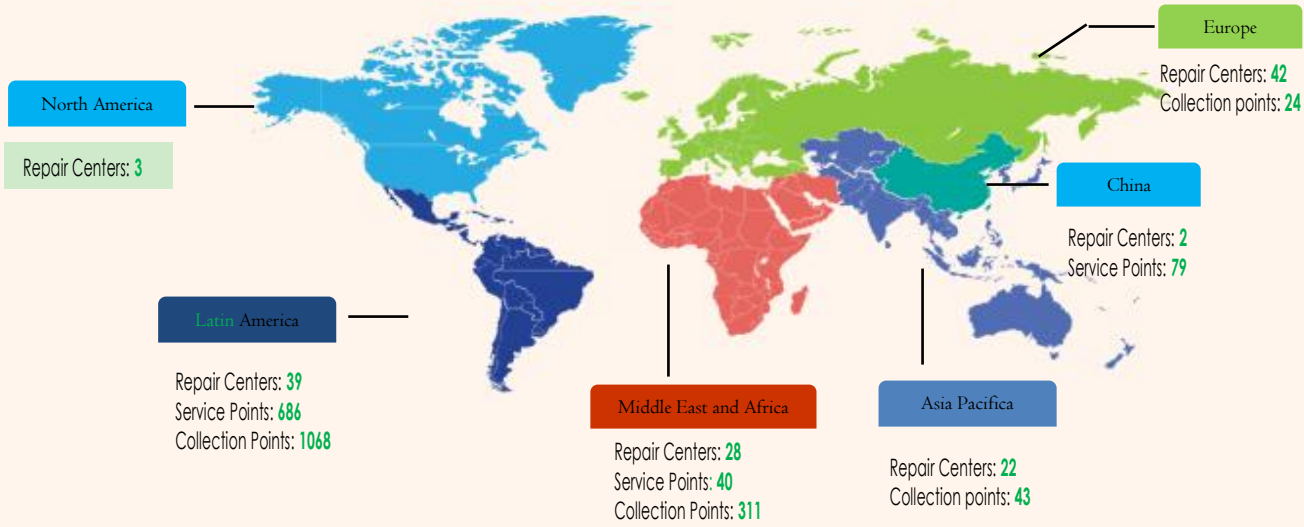 Europe
Repair Centers: 42
Collection points: 24
North America
Repair Centers: 3
China
Repair Centers: 2
Service Points: 79
Latin America
Repair Centers: 39
Service Points: 686
Collection Points: 1068
Middle East and Africa
Repair Centers: 28
Service Points: 40
Collection Points: 311
Asia Pacifica
Repair Centers: 22
Collection points: 43